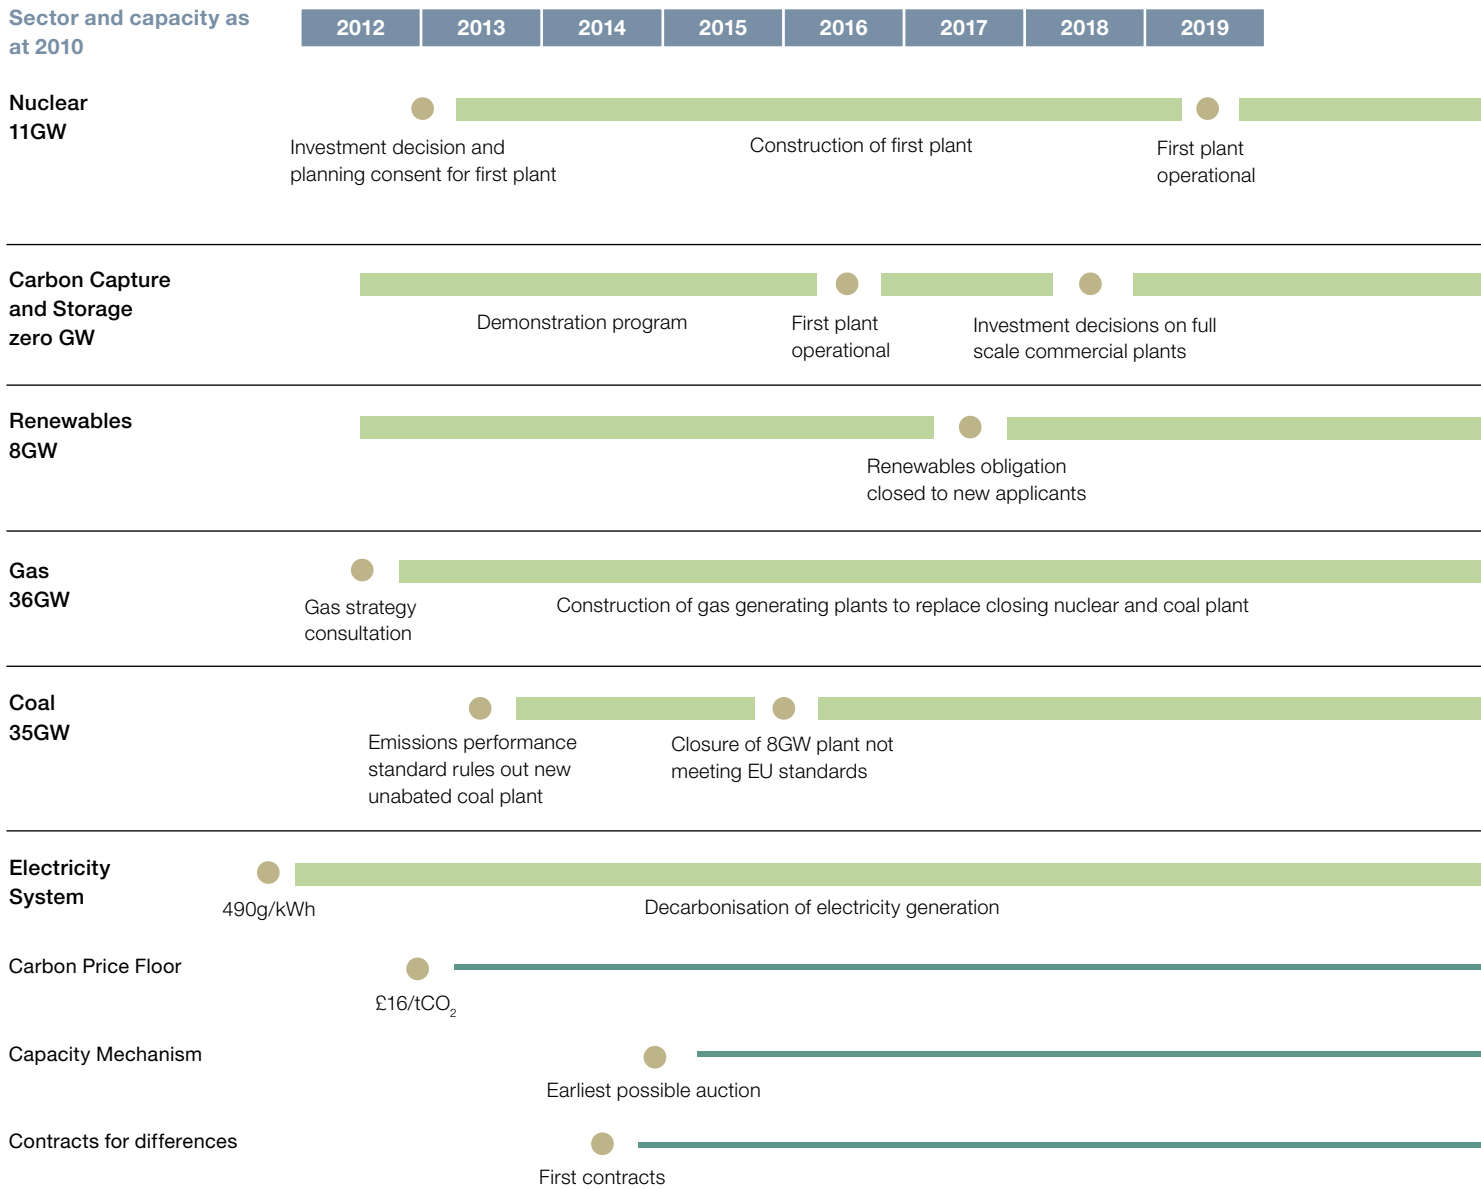 Sector and capacity as
at 2010
2012 2013 2014 2015 2016 2017 2018 2019
Nuclear
11GW
Investment decision and
planning consent for first plant
Construction of first plant
First plant
operational
Carbon Capture
and Storage
zero GW
Demonstration program
First plant
operational
Investment decisions on full
scale commercial plants
Renewables
8GW
Renewables obligation
closed to new applicants
Gas
36GW
Gas strategy
consultation
Construction of gas generating plants to replace closing nuclear and coal plant
Coal
35GW
Emissions performance
standard rules out new
unabated coal plant
Closure of 8GW plant not
meeting EU standards
Electricity
System
490g/kWh
Decarbonisation of electricity generation
Carbon Price Floor
£16/tCO₂
Capacity Mechanism
Earliest possible auction
Contracts for differences
First contracts